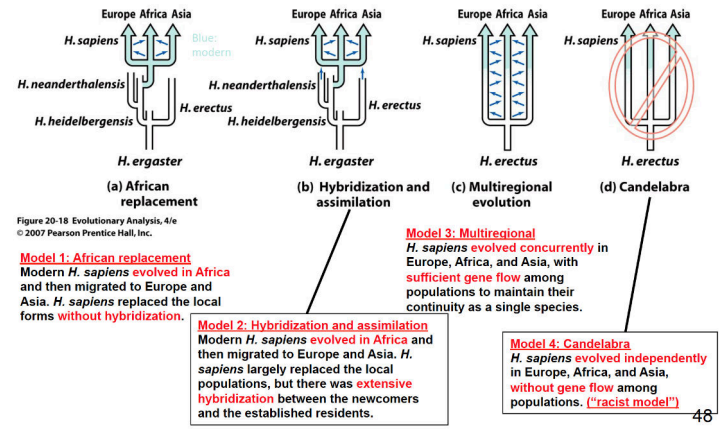 Europe Africa Asia
H. sapiens
Blue:
modern
H. neanderthalensis
H. erectus
H. heidelbergensis
H. ergaster
(a) African
replacement
Europe Africa Asia
H. sapiens
H. neanderthalensis
H. erectus
H. heidelbergensis
H. ergaster
(b) Hybridization and
assimilation
Europe Africa Asia
H. sapiens
H. erectus
(c) Multiregional
evolution
Europe Africa Asia
H. sapiens
H. erectus
(d) Candelabra
Figure 20-18 Evolutionary Analysis, 4/e
© 2007 Pearson Prentice Hall, Inc.
Model 1: African replacement
Modern H. sapiens evolved in Africa
and then migrated to Europe and
Asia. H. sapiens replaced the local
forms without hybridization.
Model 2: Hybridization and assimilation
Modern H. sapiens evolved in Africa and
then migrated to Europe and Asia. H.
sapiens largely replaced the local
populations, but there was extensive
hybridization between the newcomers
and the established residents.
Model 3: Multiregional
H. sapiens evolved concurrently in
Europe, Africa, and Asia, with
sufficient gene flow among
populations to maintain their
continuity as a single species.
Model 4: Candelabra
H. sapiens evolved independently
in Europe, Africa, and Asia,
without gene flow among
populations. ("racist model")
48